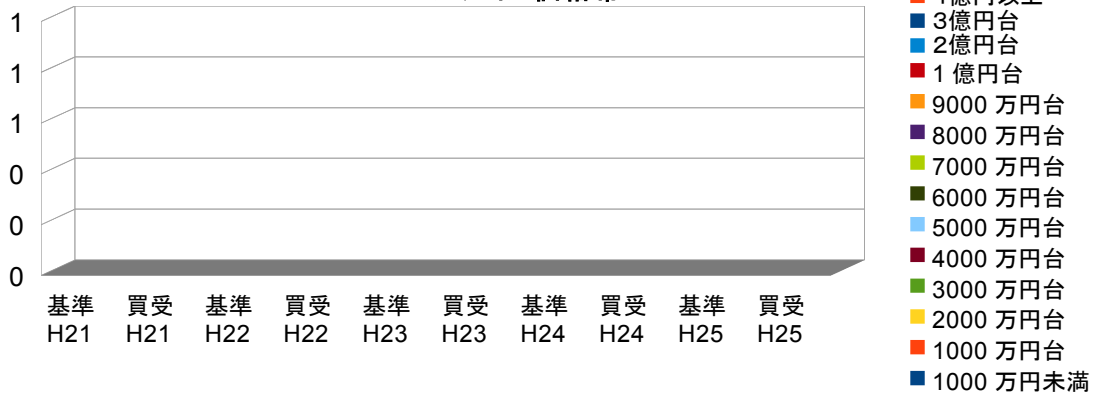 1
1
1
0
0
0
基準 買受 基準 買受 基準 買受 基準 買受 基準 買受
H21 H21 H22 H22 H23 H23 H24 H24 H25 H25
3億円台
2億円台
1 億円台
9000 万円台
8000 万円台
7000 万円台
6000 万円台
5000 万円台
4000 万円台
3000 万円台
2000 万円台
1000 万円台
1000 万円未満